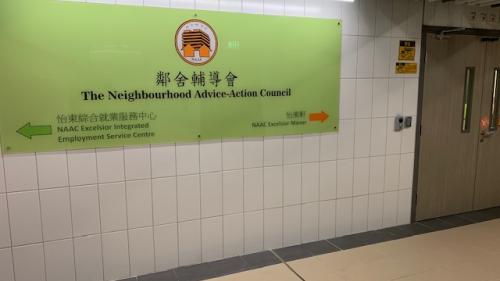 鄰舍輔導會
The Neighbourhood Advice-Action Council
怡東綜合就業服務中心
NAAC Excelsior Integrated
Employment Service Centre
怡樂軒
NAAC Excelsior Manor